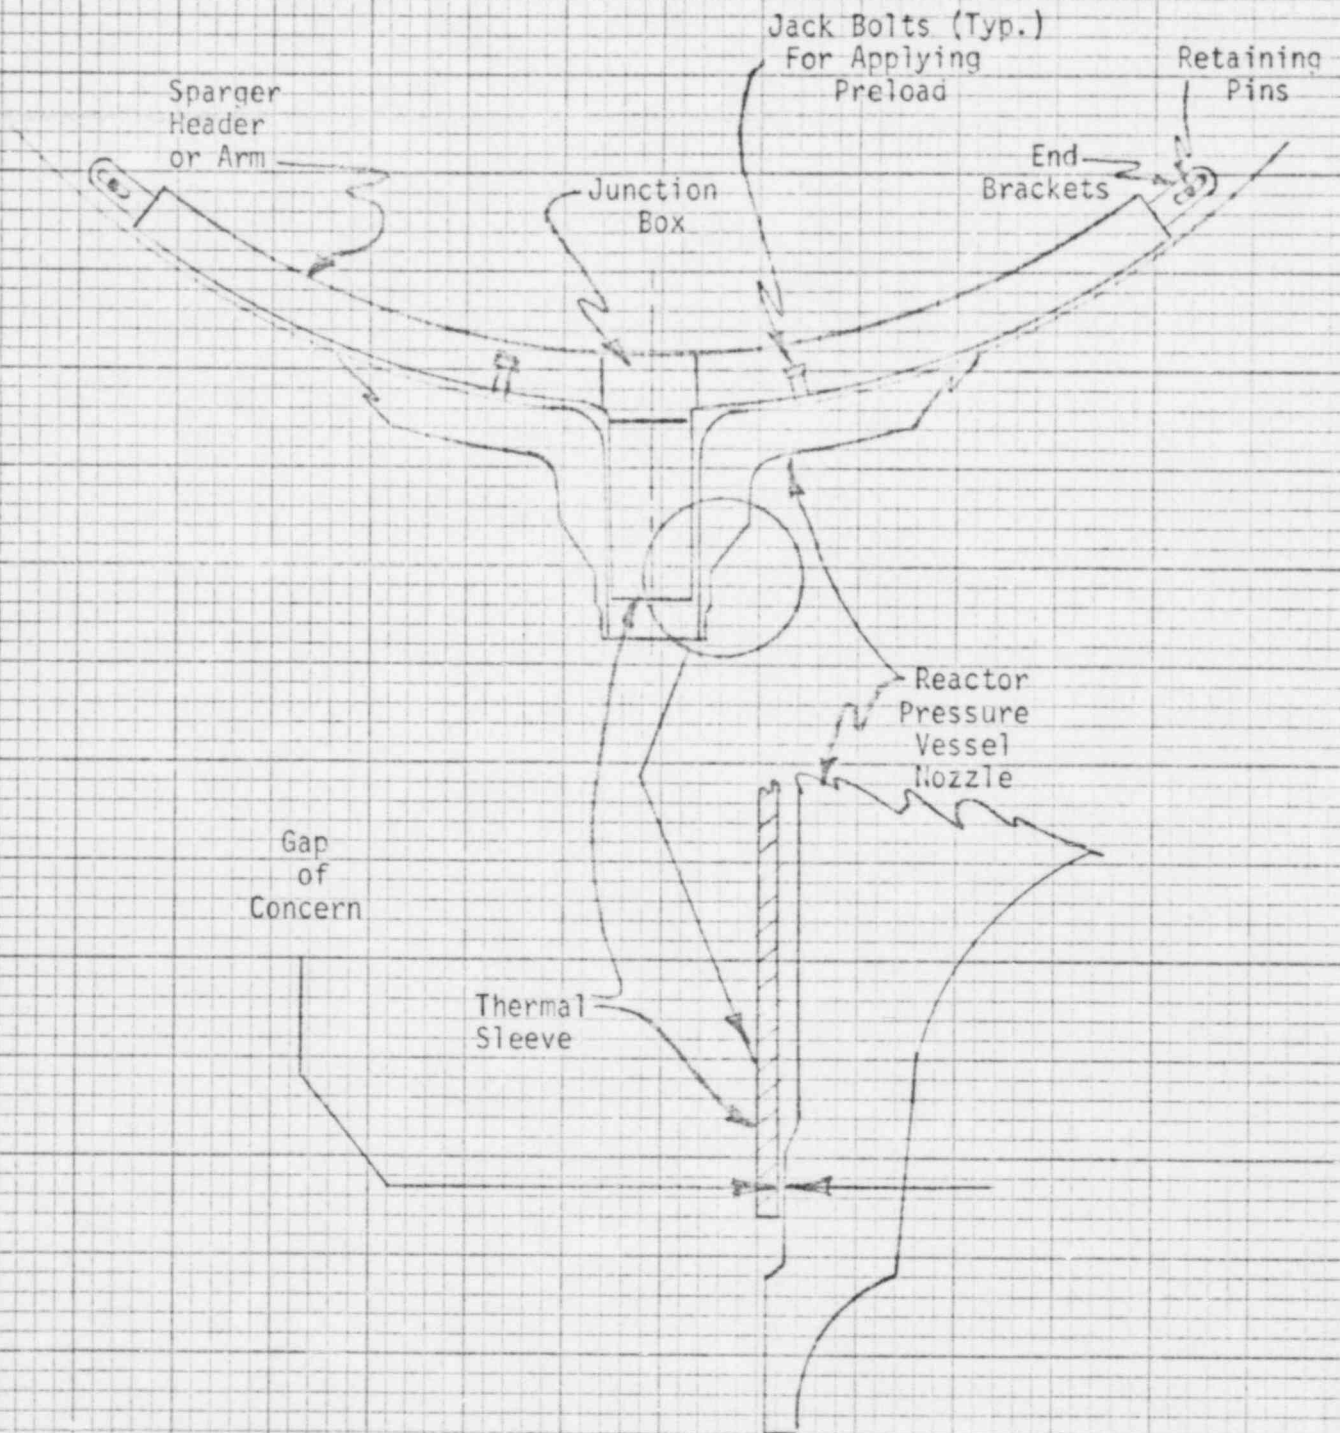 Jack Bolts (Typ.)
For Applying
Preload
Retaining
Pins
Sparger
Header
or Arm
End
Brackets
Junction
Box
Reactor
Pressure
Vessel
Nozzle
Gap
of
Concern
Thermal
Sleeve